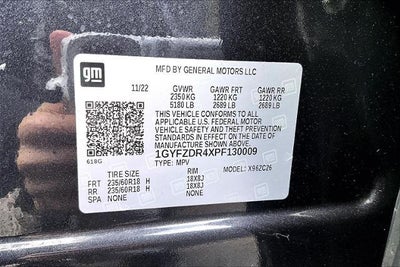 gm
MFD BY GENERAL MOTORS LLC
11/22 GVWR GAWR FRT GAWR RR
2350 KG 1220 KG 1220 KG
5180 LB 2689 LB 2689 LB
THIS VEHICLE CONFORMS TO ALL
APPLICABLE U.S. FEDERAL MOTOR
VEHICLE SAFETY AND THEFT
PREVENTION STANDARDS IN EFFECT
ON THE DATE OF MANUFACTURE
SHOWN ABOVE.
1GYFZDR4XPF130009
618G TYPE: MPV MODEL: X962C26
TIRE SIZE RIM
FRT 235/60R18 H 18X8J
RR 235/60R18 H 18X8J
SPA NONE NONE